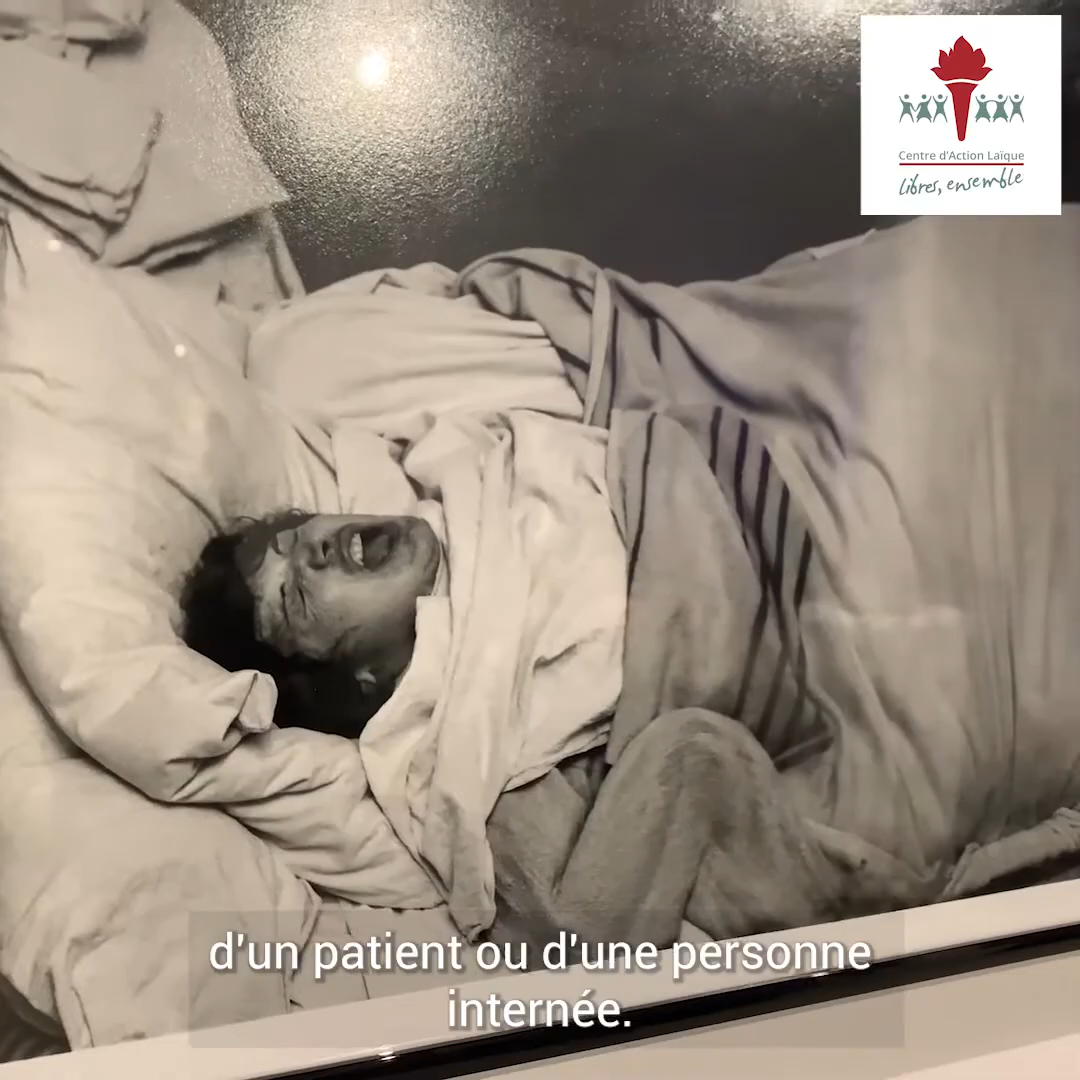 Centre d'Action Laïque
libres, ensemble
d'un patient ou d'une personne
internée.